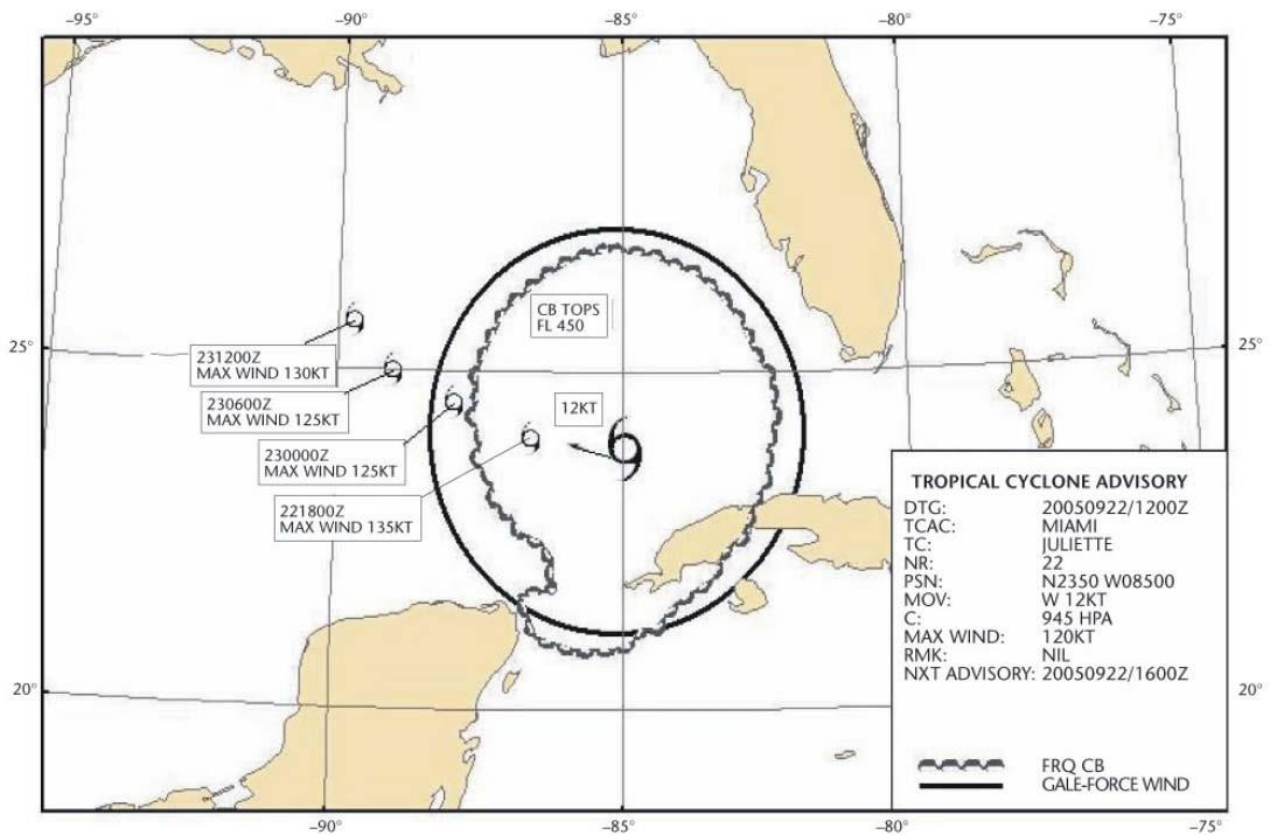 –95° –90° –85° –80° –75°
CB TOPS
FL 450
25° 25°
231200Z
MAX WIND 130KT
230600Z
MAX WIND 125KT
12KT
230000Z
MAX WIND 125KT
221800Z
MAX WIND 135KT
TROPICAL CYCLONE ADVISORY
DTG: 20050922/1200Z
TCAC: MIAMI
TC: JULIETTE
NR: 22
PSN: N2350 W08500
MOV: W 12KT
C: 945 HPA
MAX WIND: 120KT
RMK: NIL
NXT ADVISORY: 20050922/1600Z
20° 20°
FRQ CB
GALE-FORCE WIND
–90° –85° –80° –75°